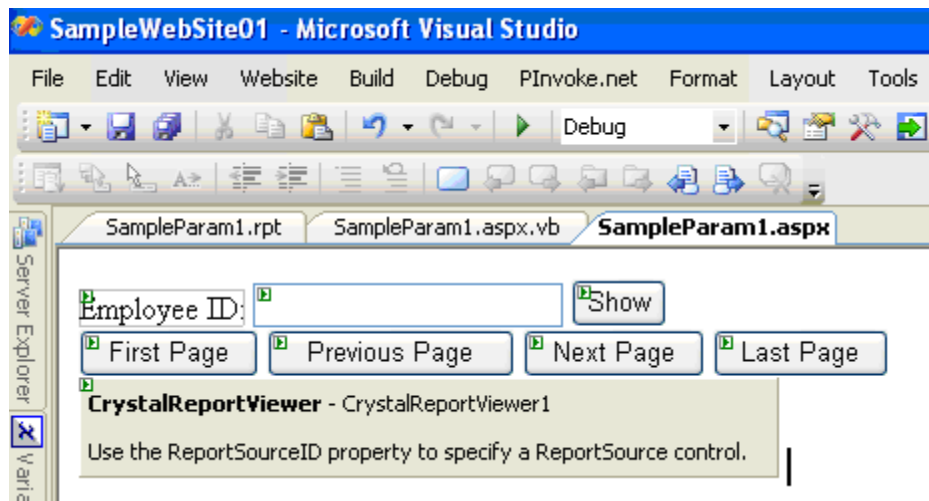 SampleWebSite01 - Microsoft Visual Studio
File Edit View Website Build Debug PInvoke.net Format Layout Tools
Debug
SampleParam1.rpt SampleParam1.aspx.vb SampleParam1.aspx
Server Explorer
Employee ID: Show
First Page Previous Page Next Page Last Page
CrystalReportViewer - CrystalReportViewer1
Use the ReportSourceID property to specify a ReportSource control.